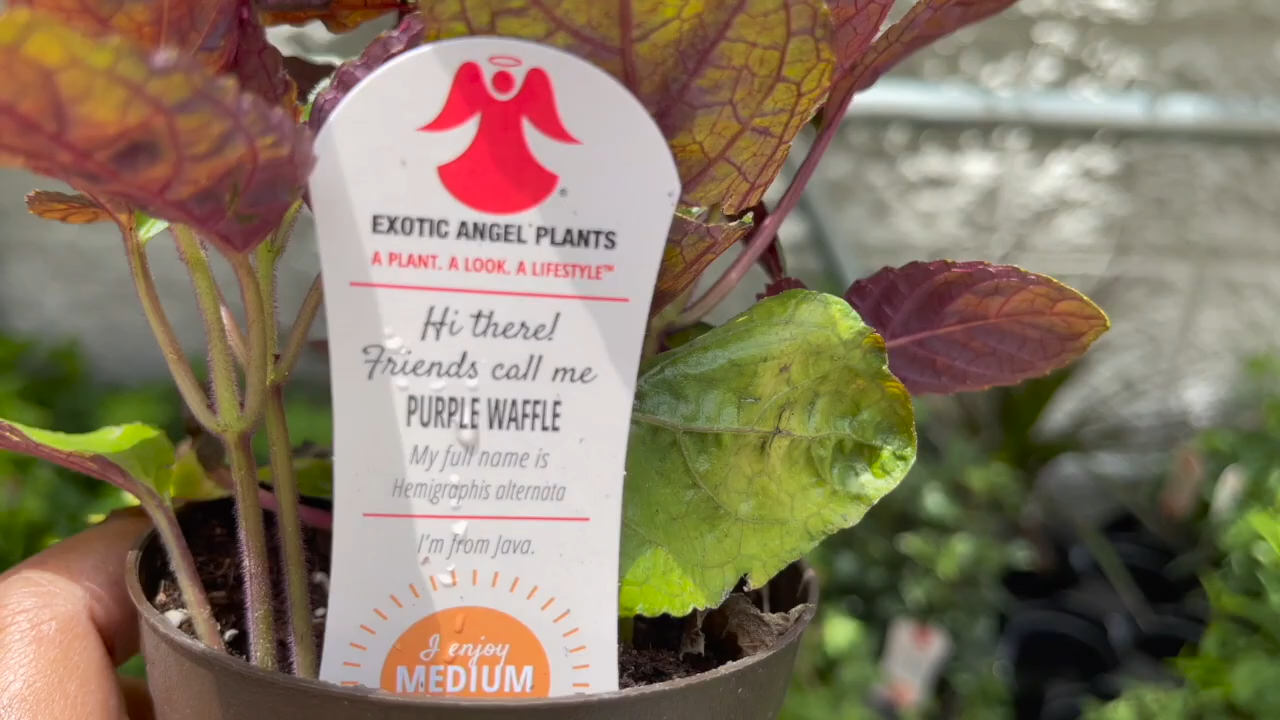 EXOTIC ANGEL PLANTS
A PLANT. A LOOK. A LIFESTYLE™
Hi there!
Friends call me
PURPLE WAFFLE
My full name is
Hemigraphis alternata
I'm from Java.
I enjoy
MEDIUM